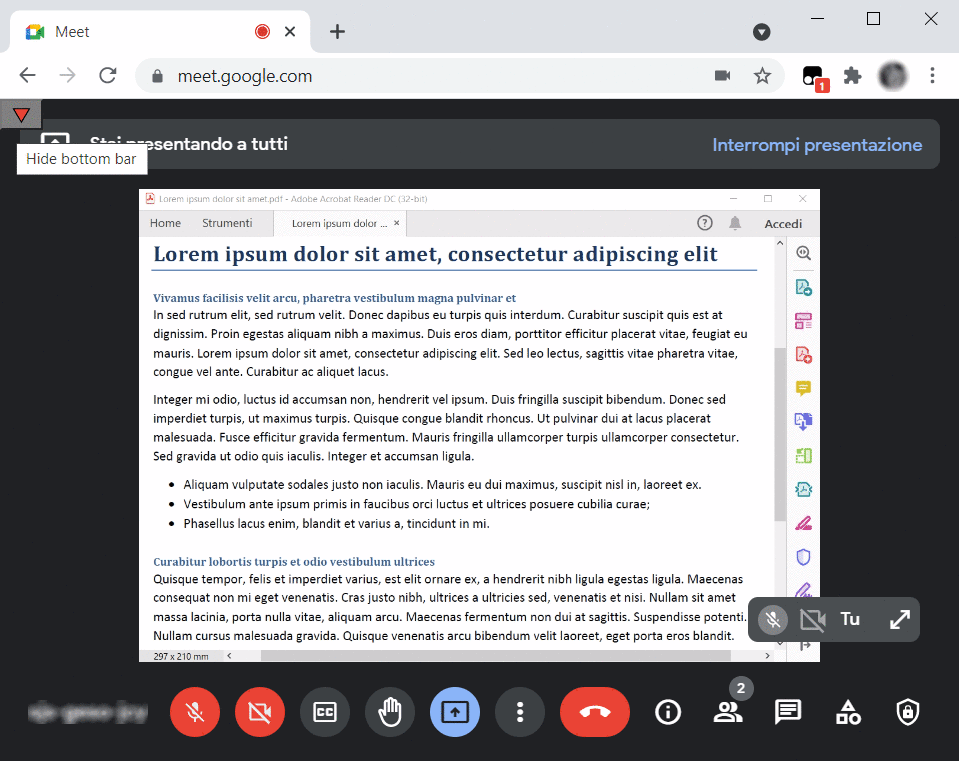 Meet
meet.google.com
1
Stai presentando a tutti
Interrompi presentazione
Hide bottom bar
Lorem ipsum dolor sit amet.pdf - Adobe Acrobat Reader DC (32-bit)
Home Strumenti Lorem ipsum dolor ... × ? Accedi
Lorem ipsum dolor sit amet, consectetur adipiscing elit
Vivamus facilisis velit arcu, pharetra vestibulum magna pulvinar et
In sed rutrum elit, sed rutrum velit. Donec dapibus eu turpis quis interdum. Curabitur suscipit quis est at
dignissim. Proin egestas aliquam nibh a maximus. Duis eros diam, porttitor efficitur placerat vitae, feugiat eu
mauris. Lorem ipsum dolor sit amet, consectetur adipiscing elit. Sed leo lectus, sagittis vitae pharetra vitae,
congue vel ante. Curabitur ac aliquet lacus.
Integer mi odio, luctus id accumsan non, hendrerit vel ipsum. Duis fringilla suscipit bibendum. Donec sed
imperdiet turpis, ut maximus turpis. Quisque congue blandit rhoncus. Ut pulvinar dui at lacus placerat
malesuada. Fusce efficitur gravida fermentum. Mauris fringilla ullamcorper turpis ullamcorper consectetur.
Sed gravida ut odio quis iaculis. Integer et accumsan ligula.
• Aliquam vulputate sodales justo non iaculis. Mauris eu dui maximus, suscipit nisl in, laoreet ex.
• Vestibulum ante ipsum primis in faucibus orci luctus et ultrices posuere cubilia curae;
• Phasellus lacus enim, blandit et varius a, tincidunt in mi.
Curabitur lobortis turpis et odio vestibulum ultrices
Quisque tempor, felis et imperdiet varius, est elit ornare ex, a hendrerit nibh ligula egestas ligula. Maecenas
consequat non mi eget venenatis. Cras justo nibh, ultrices a ultricies sed, venenatis et nisi. Nullam sit amet
massa lacinia, porta nulla vitae, aliquam arcu. Maecenas fermentum non dui at sagittis. Suspendisse potenti.
Nullam cursus malesuada gravida. Quisque venenatis arcu bibendum velit laoreet, eget porta eros blandit.
Tu
297 x 210 mm
CC
2